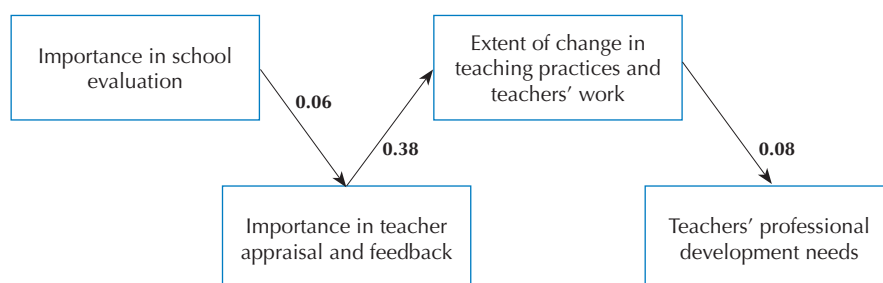 Importance in school
evaluation
0.06
Importance in teacher
appraisal and feedback
0.38
Extent of change in
teaching practices and
teachers’ work
0.08
Teachers’ professional
development needs